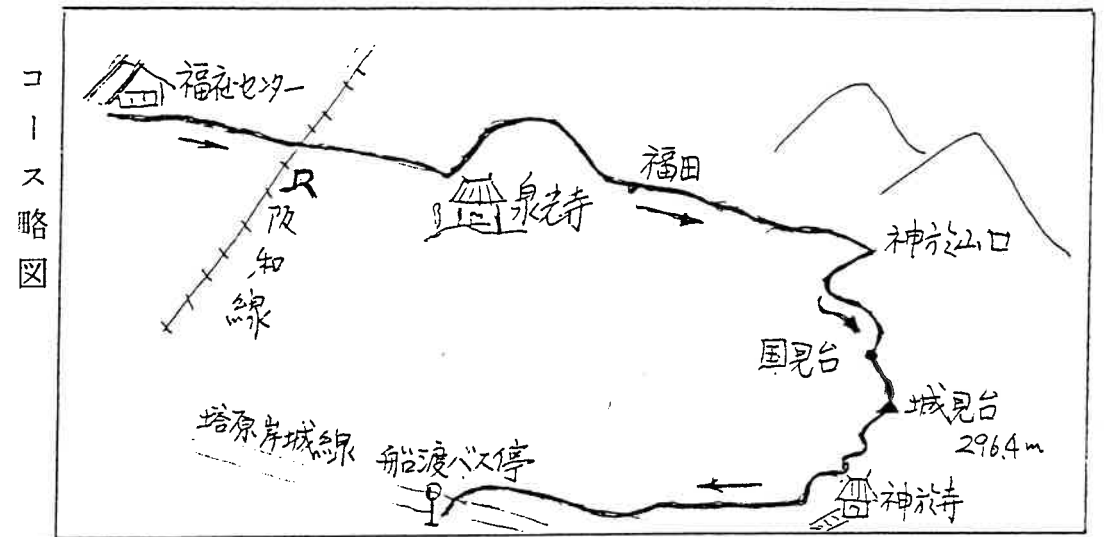 コース略図
福祉センター
JR
阪和線
泉光寺
福田
神於山口
国見台
城見台
296.4m
神於寺
塔原岸城線
船渡バス停